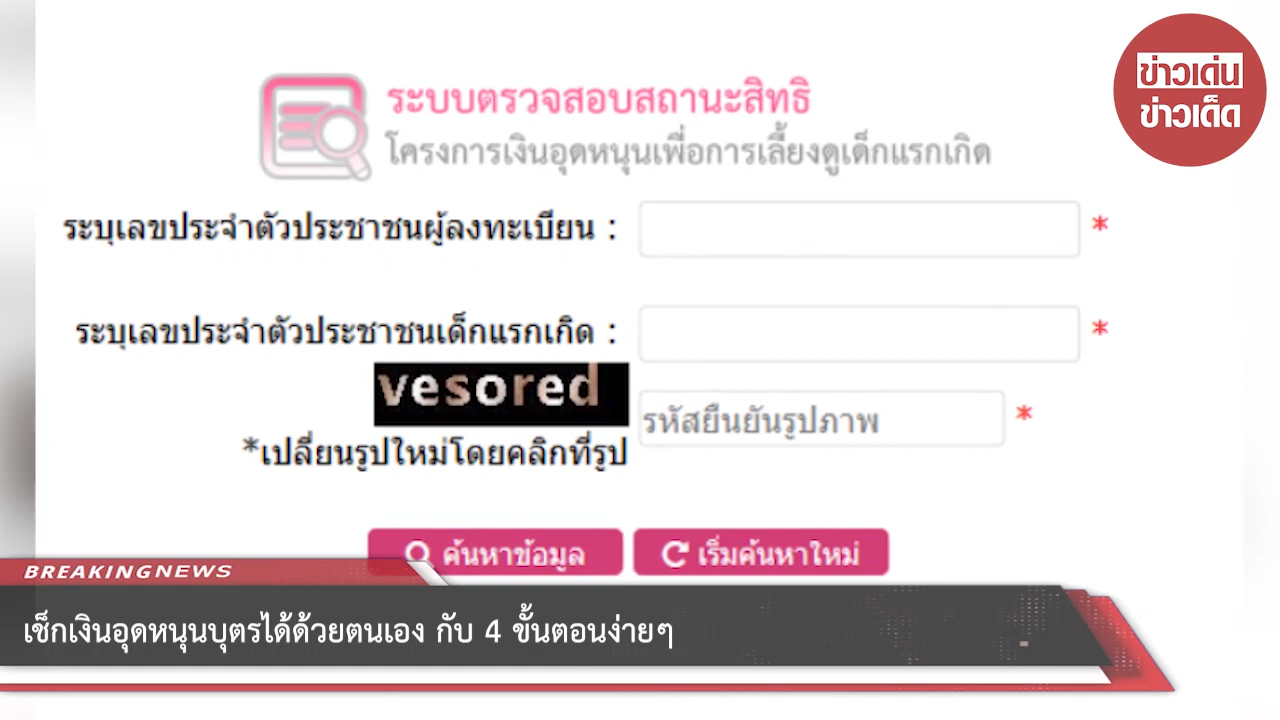 ข่าวเด่น
ข่าวเด็ด
ระบบตรวจสอบสถานะสิทธิ
โครงการเงินอุดหนุนเพื่อการเลี้ยงดูเด็กแรกเกิด
ระบุเลขประจำตัวประชาชนผู้ลงทะเบียน : *
ระบุเลขประจำตัวประชาชนเด็กแรกเกิด : *
vesored
รหัสยืนยันรูปภาพ *
*เปลี่ยนรูปใหม่โดยคลิกที่รูป
ค้นหาข้อมูล เริ่มค้นหาใหม่
BREAKING NEWS
เช็กเงินอุดหนุนบุตรได้ด้วยตนเอง กับ 4 ขั้นตอนง่ายๆ